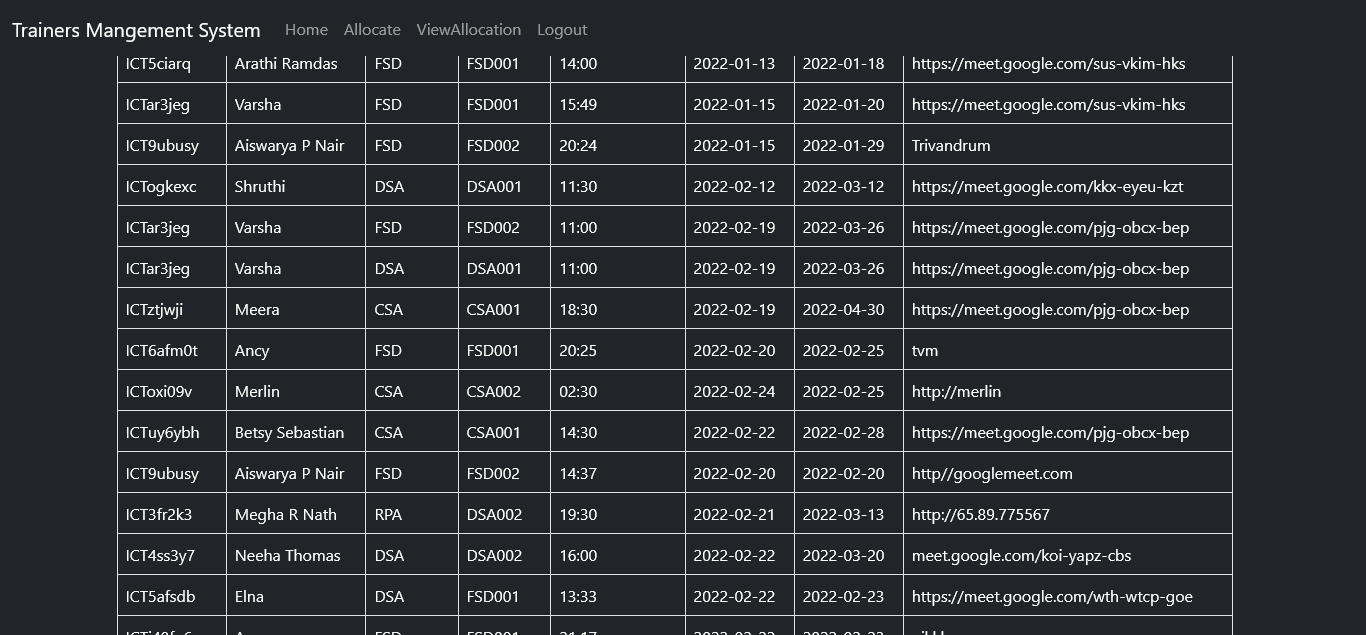 Trainers Mangement System Home Allocate ViewAllocation Logout
ICT5ciarq Arathi Ramdas FSD FSD001 14:00 2022-01-13 2022-01-18 https://meet.google.com/sus-vkim-hks
ICTar3jeg Varsha FSD FSD001 15:49 2022-01-15 2022-01-20 https://meet.google.com/sus-vkim-hks
ICT9ubusy Aiswarya P Nair FSD FSD002 20:24 2022-01-15 2022-01-29 Trivandrum
ICTogkexc Shruthi DSA DSA001 11:30 2022-02-12 2022-03-12 https://meet.google.com/kkx-eyeu-kzt
ICTar3jeg Varsha FSD FSD002 11:00 2022-02-19 2022-03-26 https://meet.google.com/pjg-obcx-bep
ICTar3jeg Varsha DSA DSA001 11:00 2022-02-19 2022-03-26 https://meet.google.com/pjg-obcx-bep
ICTztjwji Meera CSA CSA001 18:30 2022-02-19 2022-04-30 https://meet.google.com/pjg-obcx-bep
ICT6afm0t Ancy FSD FSD001 20:25 2022-02-20 2022-02-25 tvm
ICToxi09v Merlin CSA CSA002 02:30 2022-02-24 2022-02-25 http://merlin
ICTuy6ybh Betsy Sebastian CSA CSA001 14:30 2022-02-22 2022-02-28 https://meet.google.com/pjg-obcx-bep
ICT9ubusy Aiswarya P Nair FSD FSD002 14:37 2022-02-20 2022-02-20 http//googlemeet.com
ICT3fr2k3 Megha R Nath RPA DSA002 19:30 2022-02-21 2022-03-13 http://65.89.775567
ICT4ss3y7 Neeha Thomas DSA DSA002 16:00 2022-02-22 2022-03-20 meet.google.com/koi-yapz-cbs
ICT5afsdb Elna DSA FSD001 13:33 2022-02-22 2022-02-23 https://meet.google.com/wth-wtcp-goe
FSD FSD001 21:17